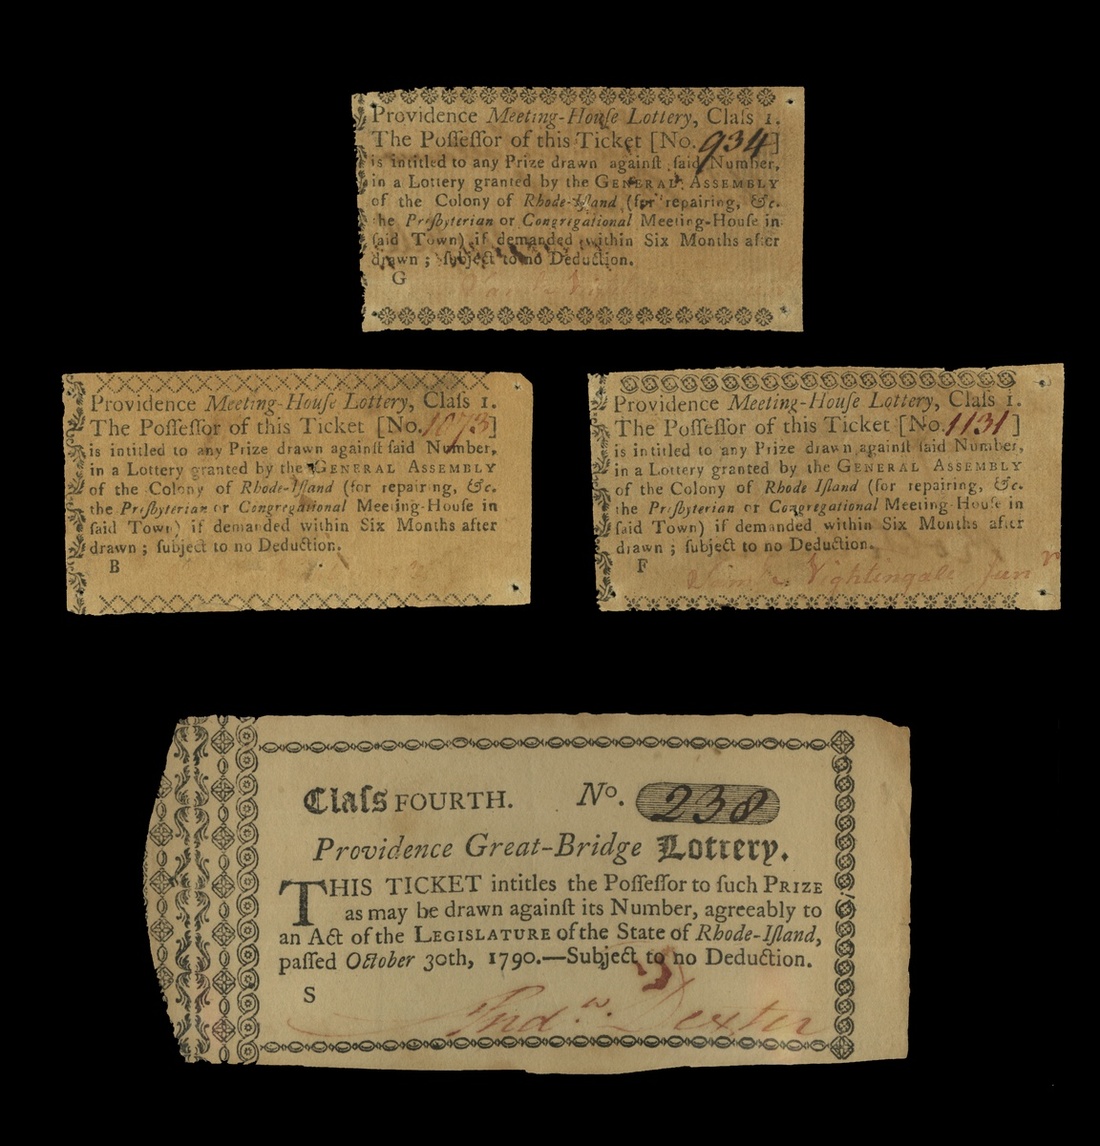 Providence Meeting-Houſe Lottery, Claſs 1.
The Poſſeſſor of this Ticket [No. 934]
is intitled to any Prize drawn againſt ſaid Number,
in a Lottery granted by the GENERAL ASSEMBLY
of the Colony of Rhode-Iſland (for repairing, &c.
the Preſbyterian or Congregational Meeting-Houſe in
ſaid Town) if demanded within Six Months after
drawn ; ſubject to no Deduction.
G
Providence Meeting-Houſe Lottery, Claſs 1.
The Poſſeſſor of this Ticket [No. 1073]
is intitled to any Prize drawn againſt ſaid Number,
in a Lottery granted by the GENERAL ASSEMBLY
of the Colony of Rhode-Iſland (for repairing, &c.
the Preſbyterian or Congregational Meeting-Houſe in
ſaid Town) if demanded within Six Months after
drawn ; ſubject to no Deduction.
B
Providence Meeting-Houſe Lottery, Claſs 1.
The Poſſeſſor of this Ticket [No. 1131]
is intitled to any Prize drawn againſt ſaid Number,
in a Lottery granted by the GENERAL ASSEMBLY
of the Colony of Rhode Iſland (for repairing, &c.
the Preſbyterian or Congregational Meeting-Houſe in
ſaid Town) if demanded within Six Months after
drawn ; ſubject to no Deduction.
F
Nightingale Junr
Claſs FOURTH. No. 238
Providence Great-Bridge Lottery.
THIS TICKET intitles the Poſſeſſor to ſuch PRIZE
as may be drawn againſt its Number, agreeably to
an Act of the LEGISLATURE of the State of Rhode-Iſland,
paſſed October 30th, 1790.—Subject to no Deduction.
S
Andw. Dexter